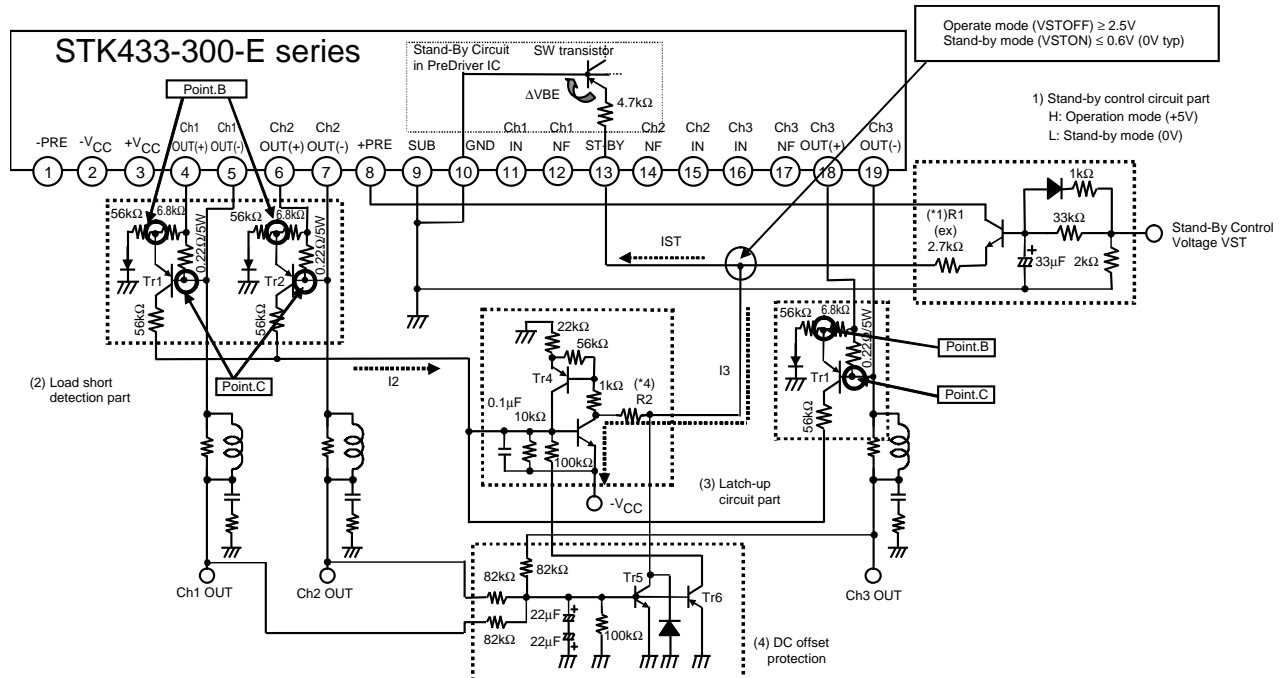 Operate mode (VSTOFF) ≥ 2.5V
Stand-by mode (VSTON) ≤ 0.6V (0V typ)
STK433-300-E series
Stand-By Circuit
in PreDriver IC
SW transistor
ΔVBE
4.7kΩ
Point.B
1) Stand-by control circuit part
H: Operation mode (+5V)
L: Stand-by mode (0V)
-PRE
-VCC
+VCC
Ch1
OUT(+)
Ch1
OUT(-)
Ch2
OUT(+)
Ch2
OUT(-)
+PRE
SUB
GND
Ch1
IN
Ch1
NF
ST-BY
Ch2
NF
Ch2
IN
Ch3
IN
Ch3
NF
Ch3
OUT(+)
Ch3
OUT(-)
1
2
3
4
5
6
7
8
9
10
11
12
13
14
15
16
17
18
19
56kΩ
6.8kΩ
0.22Ω/5W
Tr1
56kΩ
56kΩ
6.8kΩ
0.22Ω/5W
Tr2
56kΩ
Point.C
(2) Load short
detection part
I2
IST
(*1)R1
(ex)
2.7kΩ
1kΩ
33kΩ
33μF
2kΩ
Stand-By Control
Voltage VST
22kΩ
56kΩ
Tr4
1kΩ
(*4)
R2
0.1μF
10kΩ
100kΩ
I3
-VCC
(3) Latch-up
circuit part
56kΩ
6.8kΩ
0.22Ω/5W
Tr1
56kΩ
Point.B
Point.C
Ch1 OUT
Ch2 OUT
Ch3 OUT
82kΩ
82kΩ
82kΩ
22μF
22μF
100kΩ
Tr5
Tr6
(4) DC offset
protection